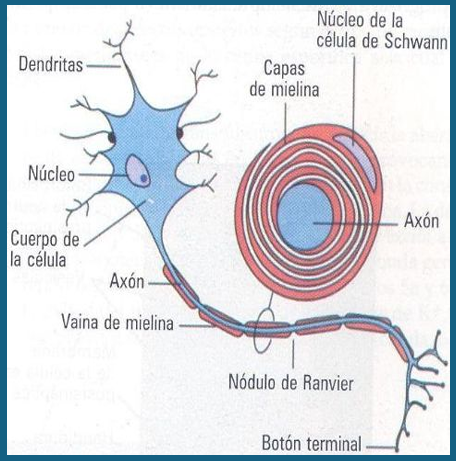 Núcleo de la
célula de Schwann
Dendritas
Capas
de mielina
Núcleo
Axón
Cuerpo de
la célula
Axón
Vaina de mielina
Nódulo de Ranvier
Botón terminal